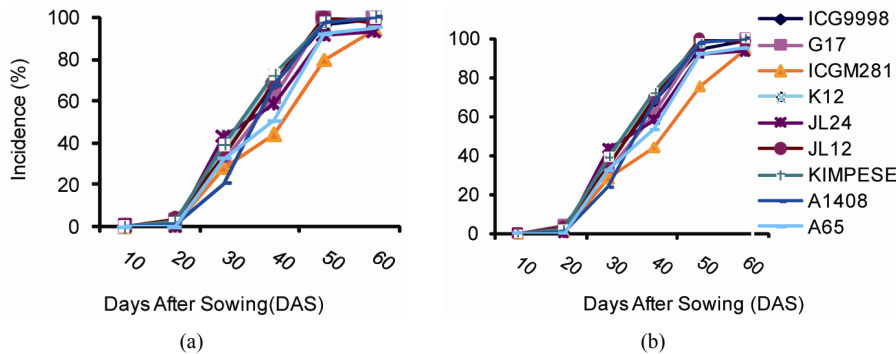 100
80
60
40
20
0
Incidence (%)
10 20 30 40 50 60
Days After Sowing(DAS)
(a)
100
80
60
40
20
0
10 20 30 40 50 60
Days After Sowing (DAS)
(b)
ICG9998
G17
ICGM281
K12
JL24
JL12
KIMPESE
A1408
A65